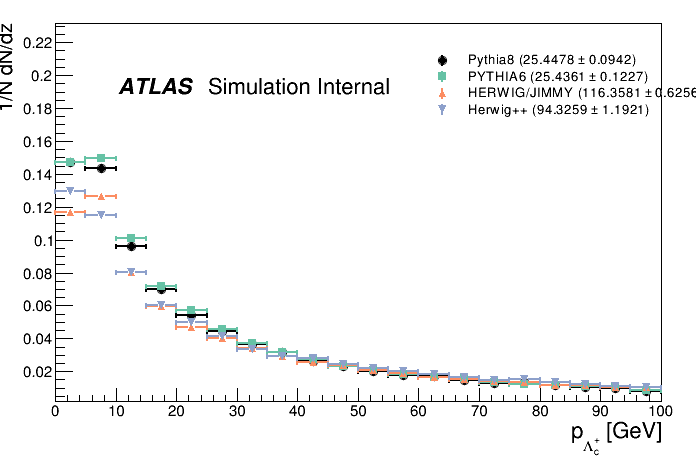 1/N dN/dz
0.22
0.2
0.18
0.16
0.14
0.12
0.1
0.08
0.06
0.04
0.02
ATLAS Simulation Internal
Pythia8 (25.4478 ± 0.0942)
PYTHIA6 (25.4361 ± 0.1227)
HERWIG/JIMMY (116.3581 ± 0.6256
Herwig++ (94.3259 ± 1.1921)
0 10 20 30 40 50 60 70 80 90 100
p_Λ_c^+ [GeV]